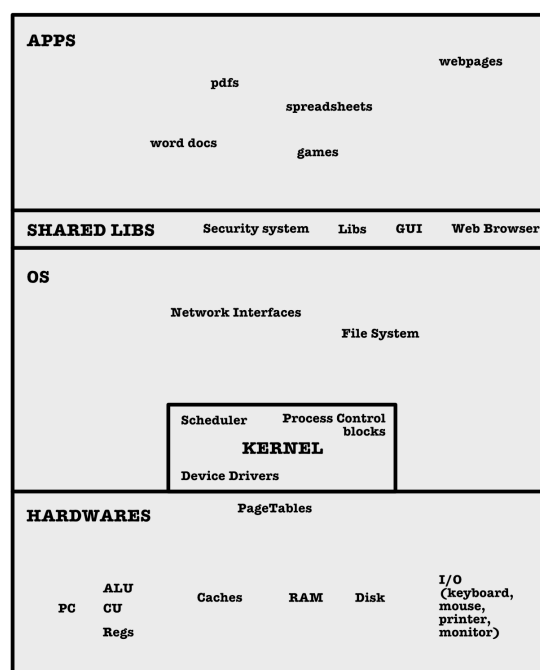 APPS
webpages
pdfs
spreadsheets
word docs
games
SHARED LIBS Security system Libs GUI Web Browser
OS
Network Interfaces
File System
Scheduler Process Control
blocks
KERNEL
Device Drivers
HARDWARES PageTables
I/O
ALU (keyboard,
PC CU Caches RAM Disk mouse,
printer,
Regs monitor)